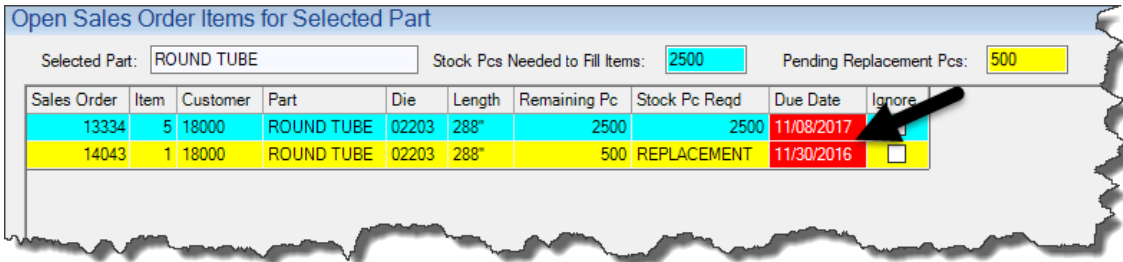 Open Sales Order Items for Selected Part
Selected Part: ROUND TUBE Stock Pcs Needed to Fill Items: 2500 Pending Replacement Pcs: 500
Sales Order Item Customer Part Die Length Remaining Pc Stock Pc Reqd Due Date Ignore
13334 5 18000 ROUND TUBE 02203 288" 2500 2500 11/08/2017
14043 1 18000 ROUND TUBE 02203 288" 500 REPLACEMENT 11/30/2016